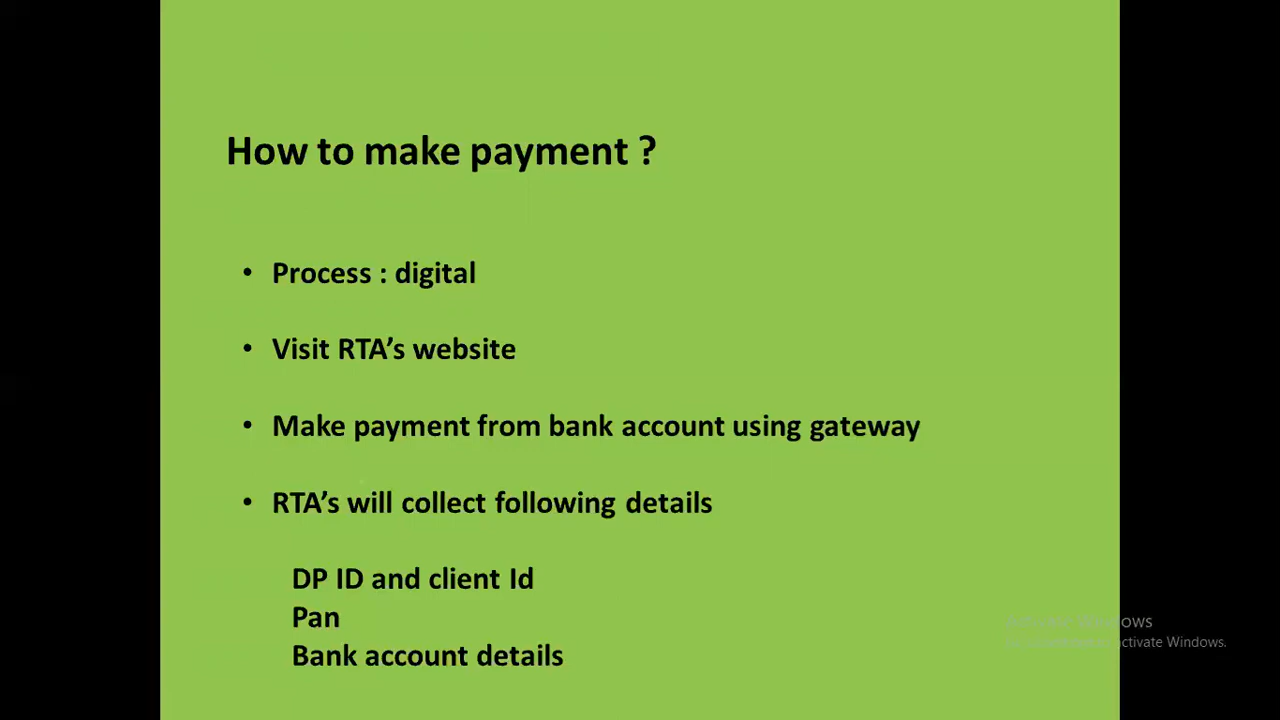 How to make payment ?
• Process : digital
• Visit RTA’s website
• Make payment from bank account using gateway
• RTA’s will collect following details
DP ID and client Id
Pan
Bank account details
Windows.